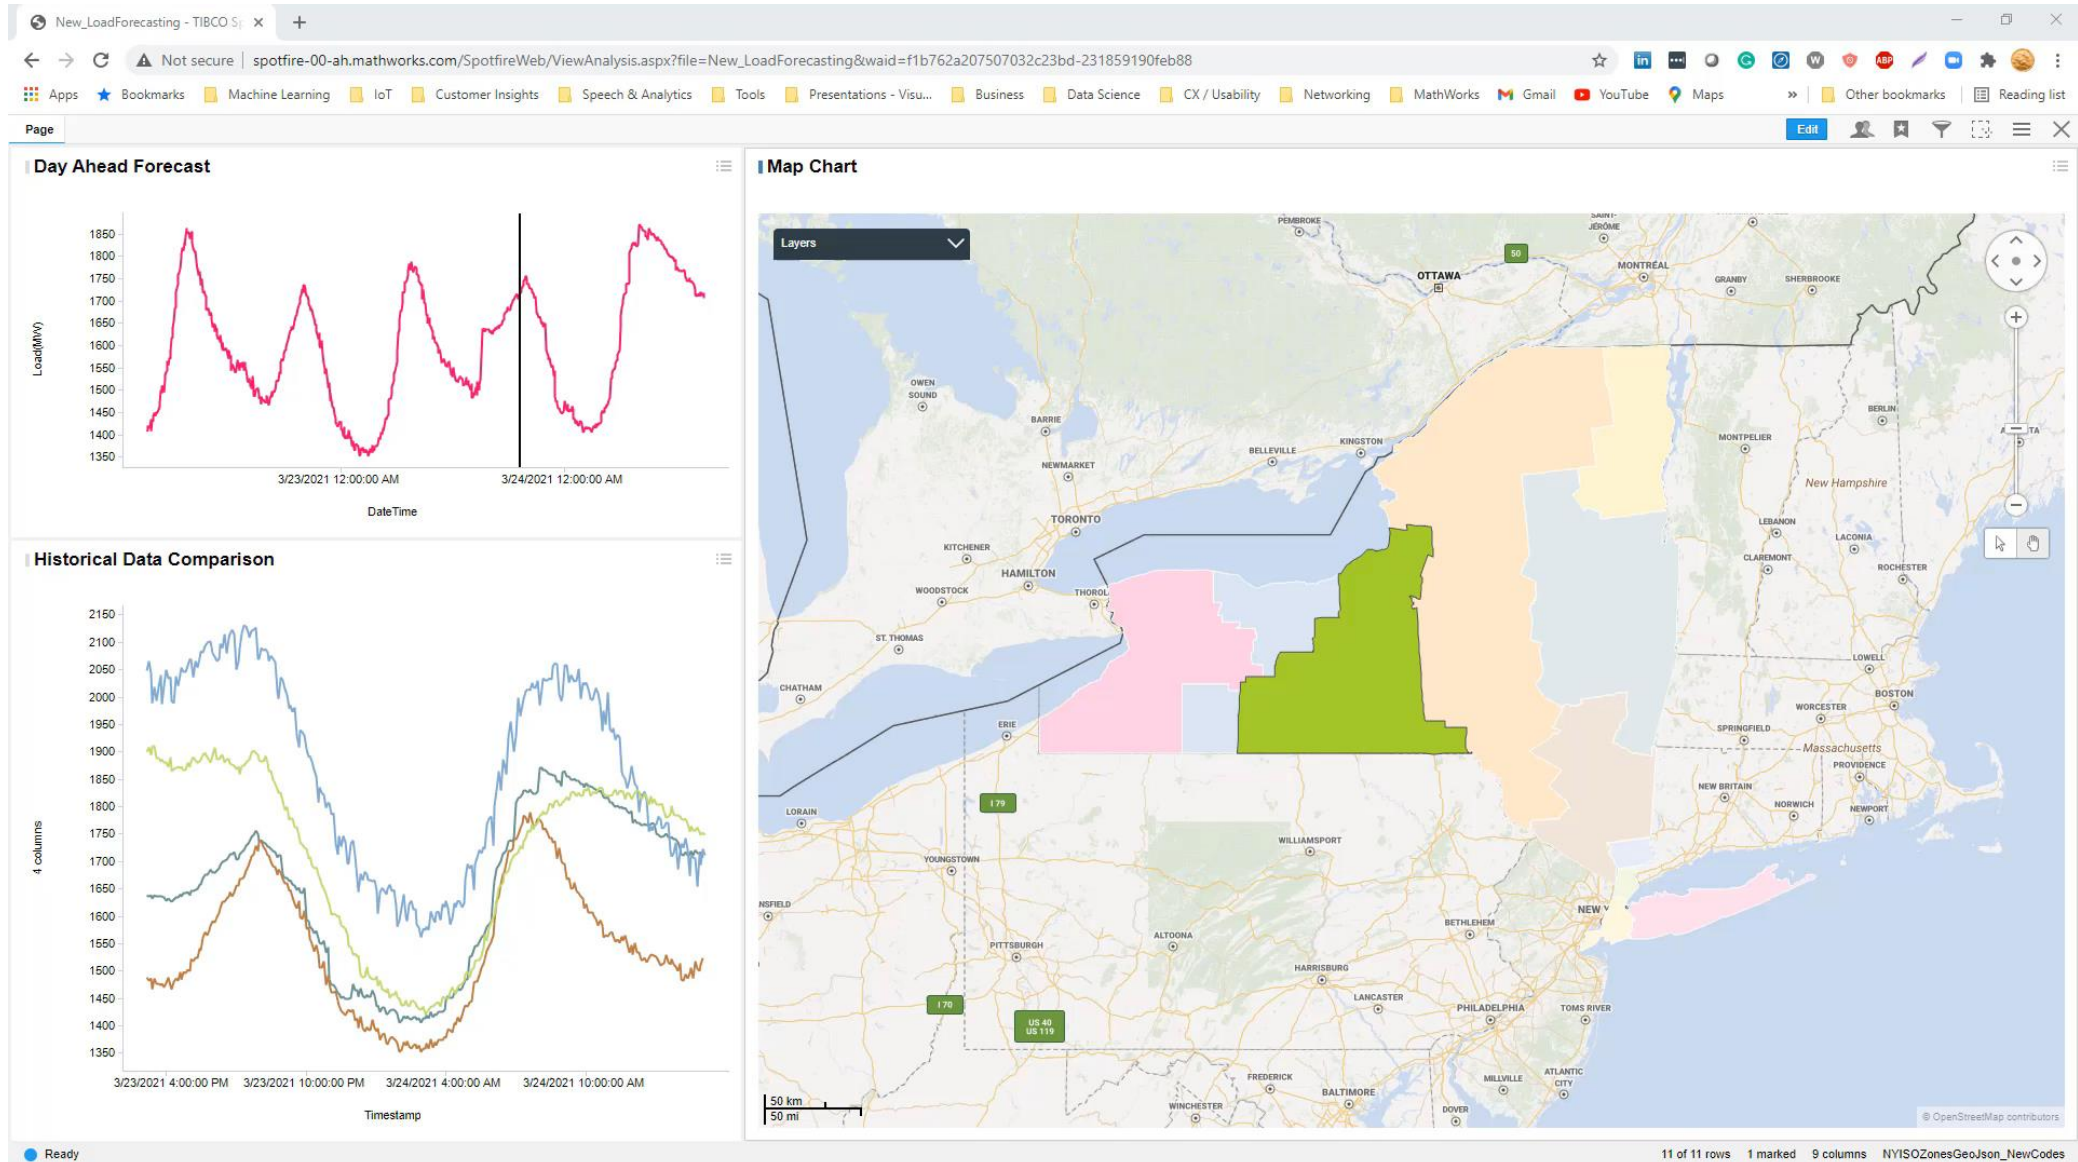 New_LoadForecasting - TIBCO Sp
Not secure | spotfire-00-ah.mathworks.com/SpotfireWeb/ViewAnalysis.aspx?file=New_LoadForecasting&waid=f1b762a207507032c23bd-231859190feb88
Apps Bookmarks Machine Learning IoT Customer Insights Speech & Analytics Tools Presentations - Visu... Business Data Science CX / Usability Networking MathWorks Gmail YouTube Maps » Other bookmarks Reading list
Page
Edit
Day Ahead Forecast
Load(MW)
1850
1800
1750
1700
1650
1600
1550
1500
1450
1400
1350
3/23/2021 12:00:00 AM 3/24/2021 12:00:00 AM
DateTime
Historical Data Comparison
4 columns
2150
2100
2050
2000
1950
1900
1850
1800
1750
1700
1650
1600
1550
1500
1450
1400
1350
3/23/2021 4:00:00 PM 3/23/2021 10:00:00 PM 3/24/2021 4:00:00 AM 3/24/2021 10:00:00 AM
Timestamp
Map Chart
Layers
PEMBROKE
SAINT-
JÉRÔME
50
OTTAWA
MONTRÉAL
GRANBY
SHERBROOKE
OWEN
SOUND
BARRIE
BERLIN
BELLEVILLE
KINGSTON
MONTPELIER
NEWMARKET
New Hampshire
TORONTO
LEBANON
LACONIA
KITCHENER
CLAREMONT
ROCHESTER
HAMILTON
WOODSTOCK
THOROL
ST. THOMAS
LOWELL
CHATHAM
BOSTON
WORCESTER
ERIE
SPRINGFIELD
Massachusetts
PROVIDENCE
NEW BRITAIN
I 79
NORWICH
NEWPORT
LORAIN
WILLIAMSPORT
YOUNGSTOWN
NSFIELD
NEW Y
BETHLEHEM
ALTOONA
PITTSBURGH
HARRISBURG
LANCASTER
I 70
PHILADELPHIA
TOMS RIVER
US 40
US 119
FREDERICK
MILLVILLE
ATLANTIC
CITY
BALTIMORE
WINCHESTER
DOVER
50 km
50 mi
© OpenStreetMap contributors
Ready
11 of 11 rows 1 marked 9 columns NYISOZonesGeoJson_NewCodes